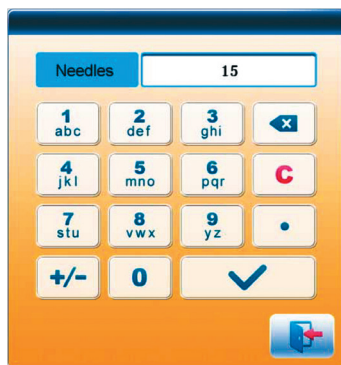 Needles 15
1 2 3
abc def ghi
4 5 6 C
jkl mno pqr
7 8 9 •
stu vwx yz
+/- 0